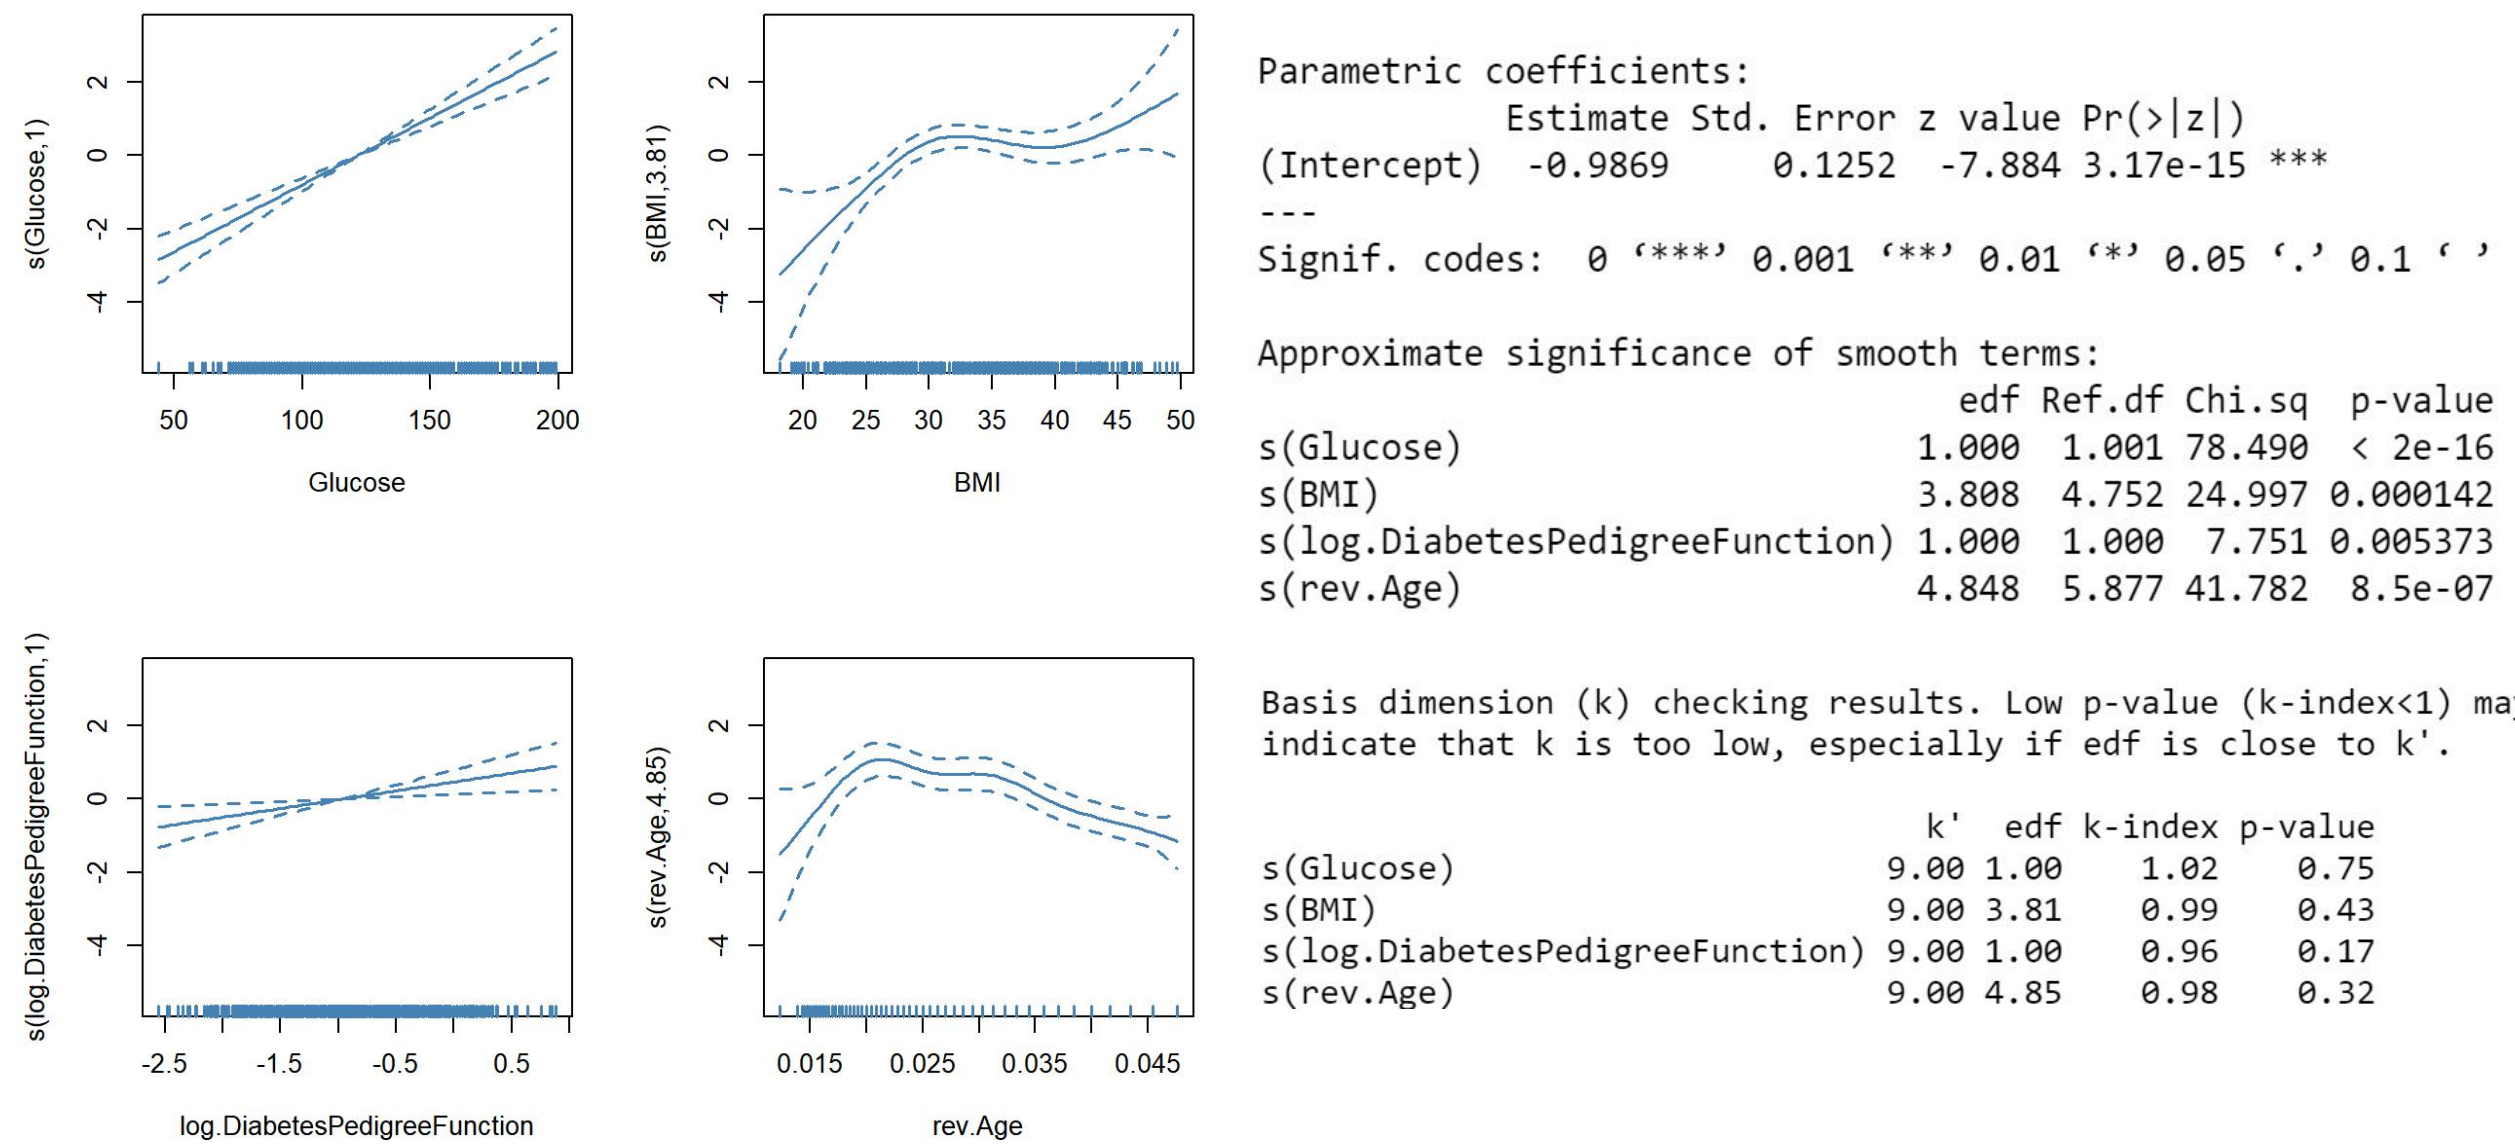 s(Glucose,1)
2
0
-2
-4
50 100 150 200
Glucose
s(BMI,3.81)
2
0
-2
-4
20 25 30 35 40 45 50
BMI
s(log.DiabetesPedigreeFunction,1)
2
0
-2
-4
-2.5 -1.5 -0.5 0.5
log.DiabetesPedigreeFunction
s(rev.Age,4.85)
2
0
-2
-4
0.015 0.025 0.035 0.045
rev.Age
Parametric coefficients:
Estimate Std. Error z value Pr(>|z|)
(Intercept) -0.9869 0.1252 -7.884 3.17e-15 ***
---
Signif. codes: 0 ‘***’ 0.001 ‘**’ 0.01 ‘*’ 0.05 ‘.’ 0.1 ‘ ’
Approximate significance of smooth terms:
edf Ref.df Chi.sq p-value
s(Glucose) 1.000 1.001 78.490 < 2e-16
s(BMI) 3.808 4.752 24.997 0.000142
s(log.DiabetesPedigreeFunction) 1.000 1.000 7.751 0.005373
s(rev.Age) 4.848 5.877 41.782 8.5e-07
Basis dimension (k) checking results. Low p-value (k-index<1) may
indicate that k is too low, especially if edf is close to k'.
k' edf k-index p-value
s(Glucose) 9.00 1.00 1.02 0.75
s(BMI) 9.00 3.81 0.99 0.43
s(log.DiabetesPedigreeFunction) 9.00 1.00 0.96 0.17
s(rev.Age) 9.00 4.85 0.98 0.32